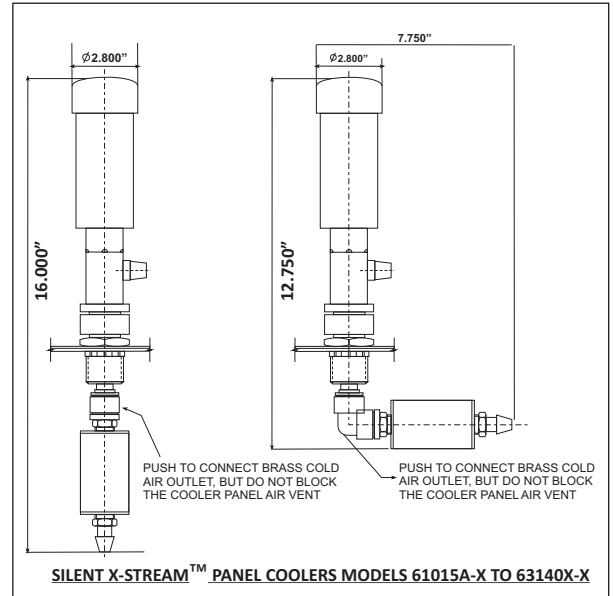 7.750”
Ø2.800”
Ø2.800”
16.000”
12.750”
PUSH TO CONNECT BRASS COLD
AIR OUTLET, BUT DO NOT BLOCK
THE COOLER PANEL AIR VENT
PUSH TO CONNECT BRASS COLD
AIR OUTLET, BUT DO NOT BLOCK
THE COOLER PANEL AIR VENT
SILENT X-STREAM™ PANEL COOLERS MODELS 61015A-X TO 63140X-X